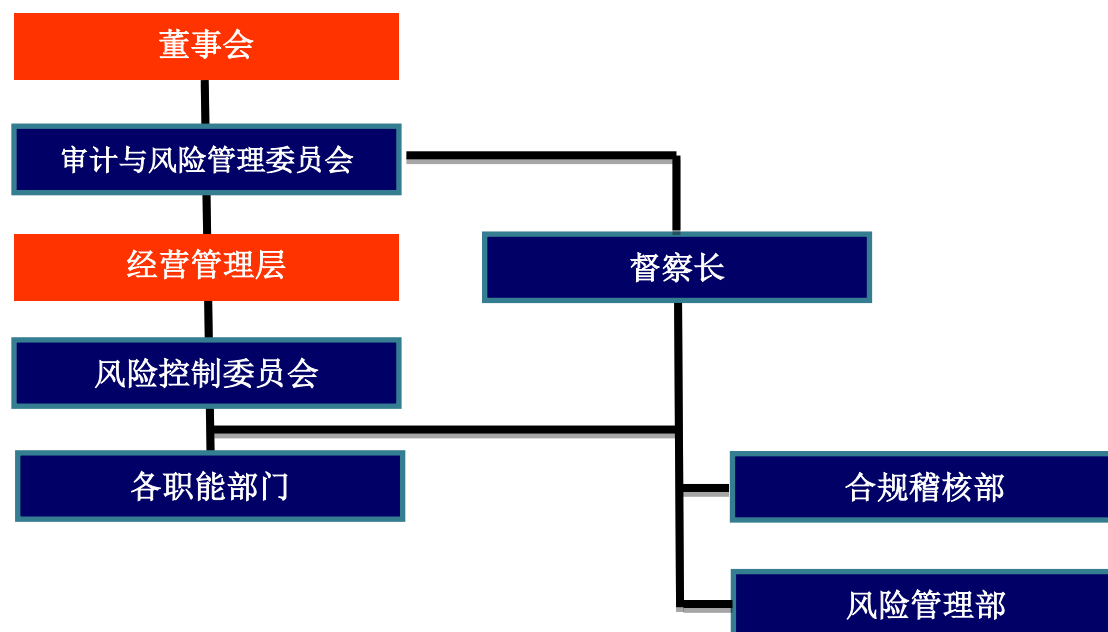 董事会
审计与风险管理委员会
经营管理层
督察长
风险控制委员会
各职能部门
合规稽核部
风险管理部